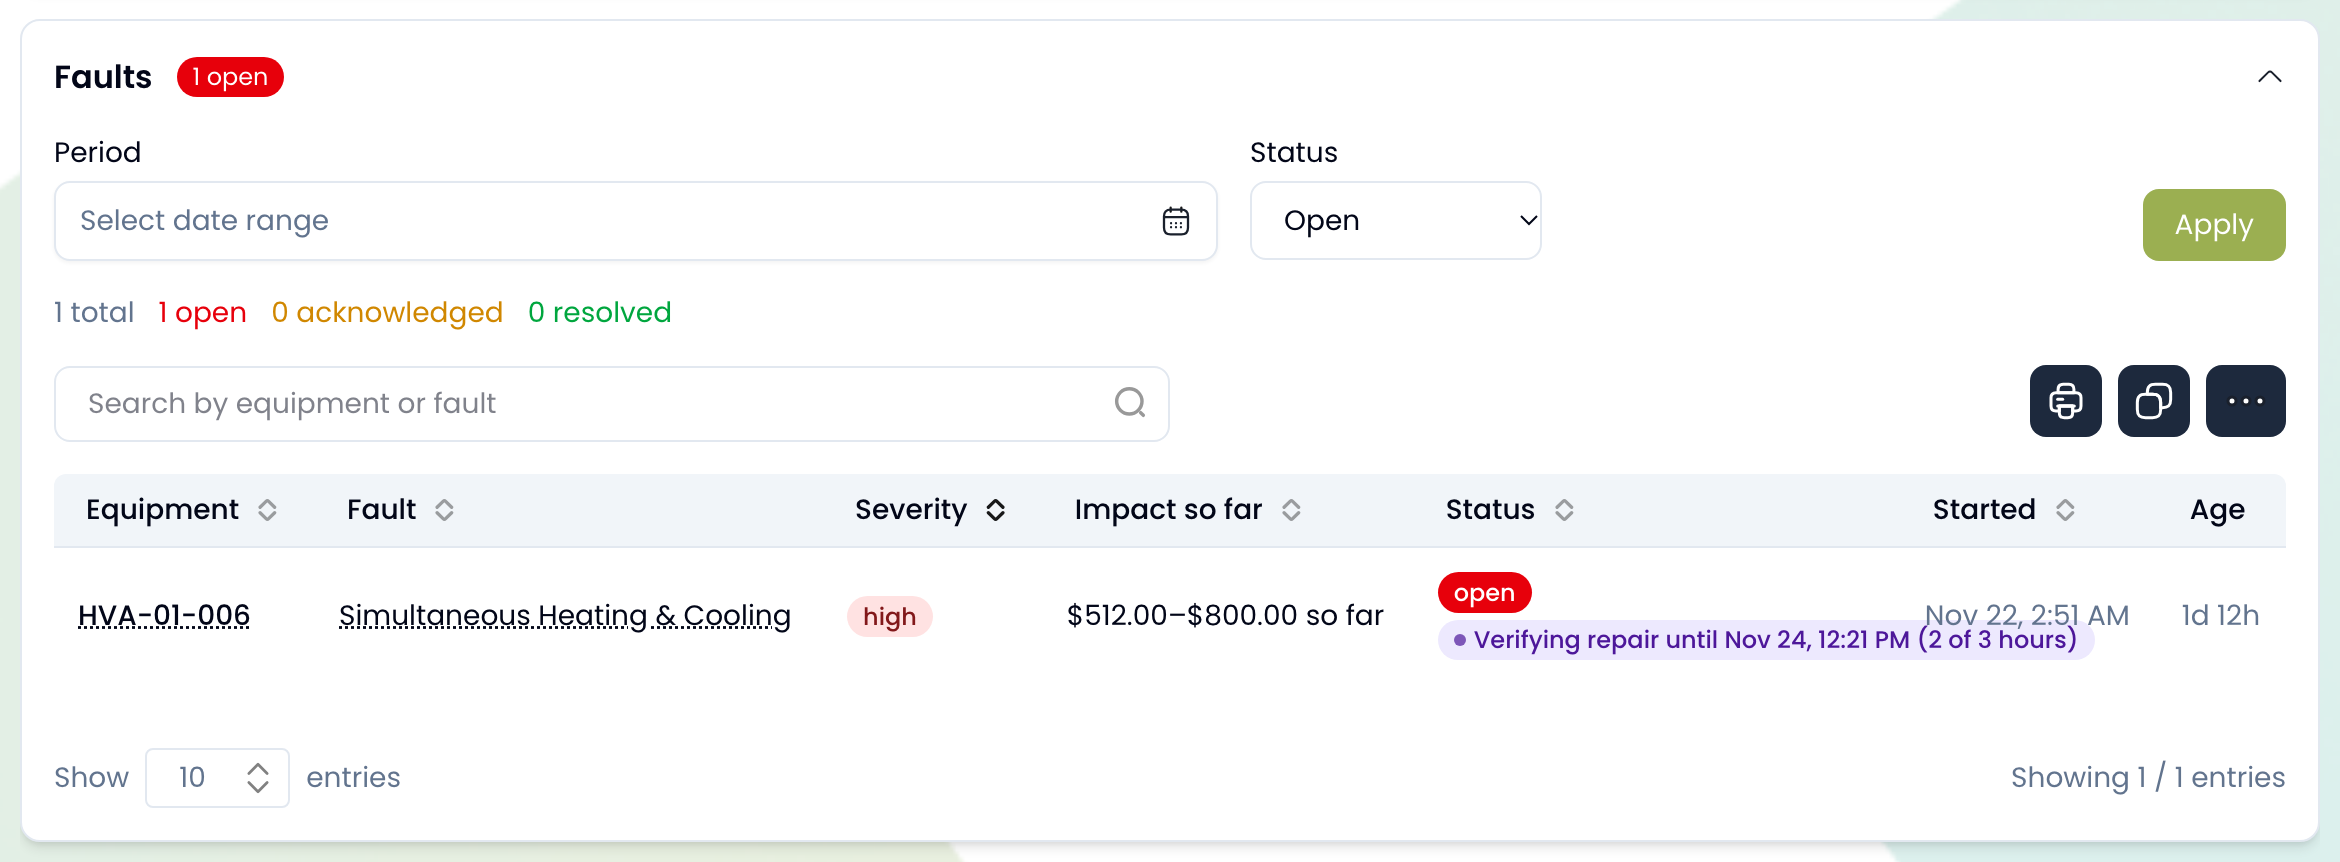 Faults 1 open
Period Status
Select date range Open Apply
1 total 1 open 0 acknowledged 0 resolved
Search by equipment or fault
Equipment Fault Severity Impact so far Status Started Age
HVA-01-006 Simultaneous Heating & Cooling high $512.00–$800.00 so far open Nov 22, 2:51 AM 1d 12h
Verifying repair until Nov 24, 12:21 PM (2 of 3 hours)
Show 10 entries Showing 1 / 1 entries